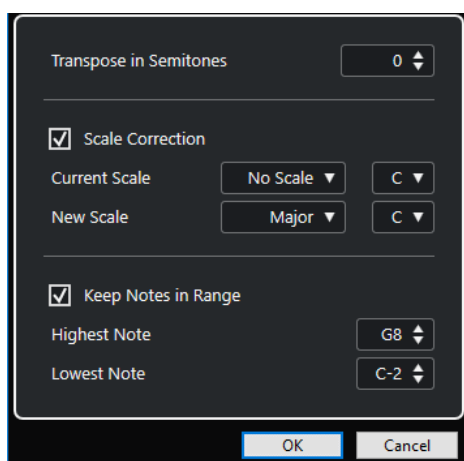 Transpose in Semitones 0
Scale Correction
Current Scale No Scale C
New Scale Major C
Keep Notes in Range
Highest Note G8
Lowest Note C-2
OK Cancel